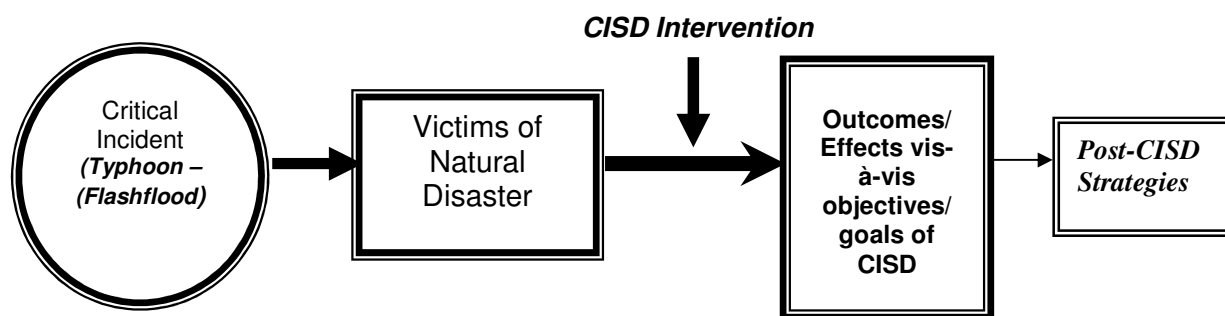 CISD Intervention
Critical
Incident
(Typhoon –
(Flashflood)
Victims of
Natural
Disaster
Outcomes/
Effects vis-
à-vis
objectives/
goals of
CISD
Post-CISD
Strategies